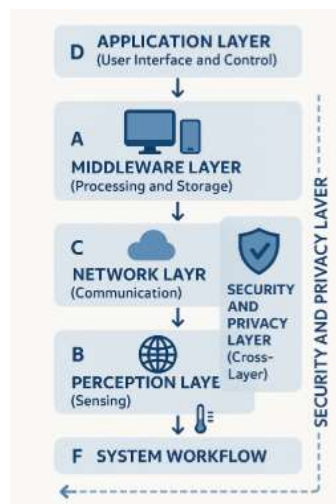 D APPLICATION LAYER
(User Interface and Control)
A
MIDDLEWARE LAYER
(Processing and Storage)
C
NETWORK LAYR
(Communication)
SECURITY
AND
PRIVACY
LAYER
(Cross-
Layer)
B
PERCEPTION LAYE
(Sensing)
F SYSTEM WORKFLOW
SECURITY AND PRIVACY LAVER